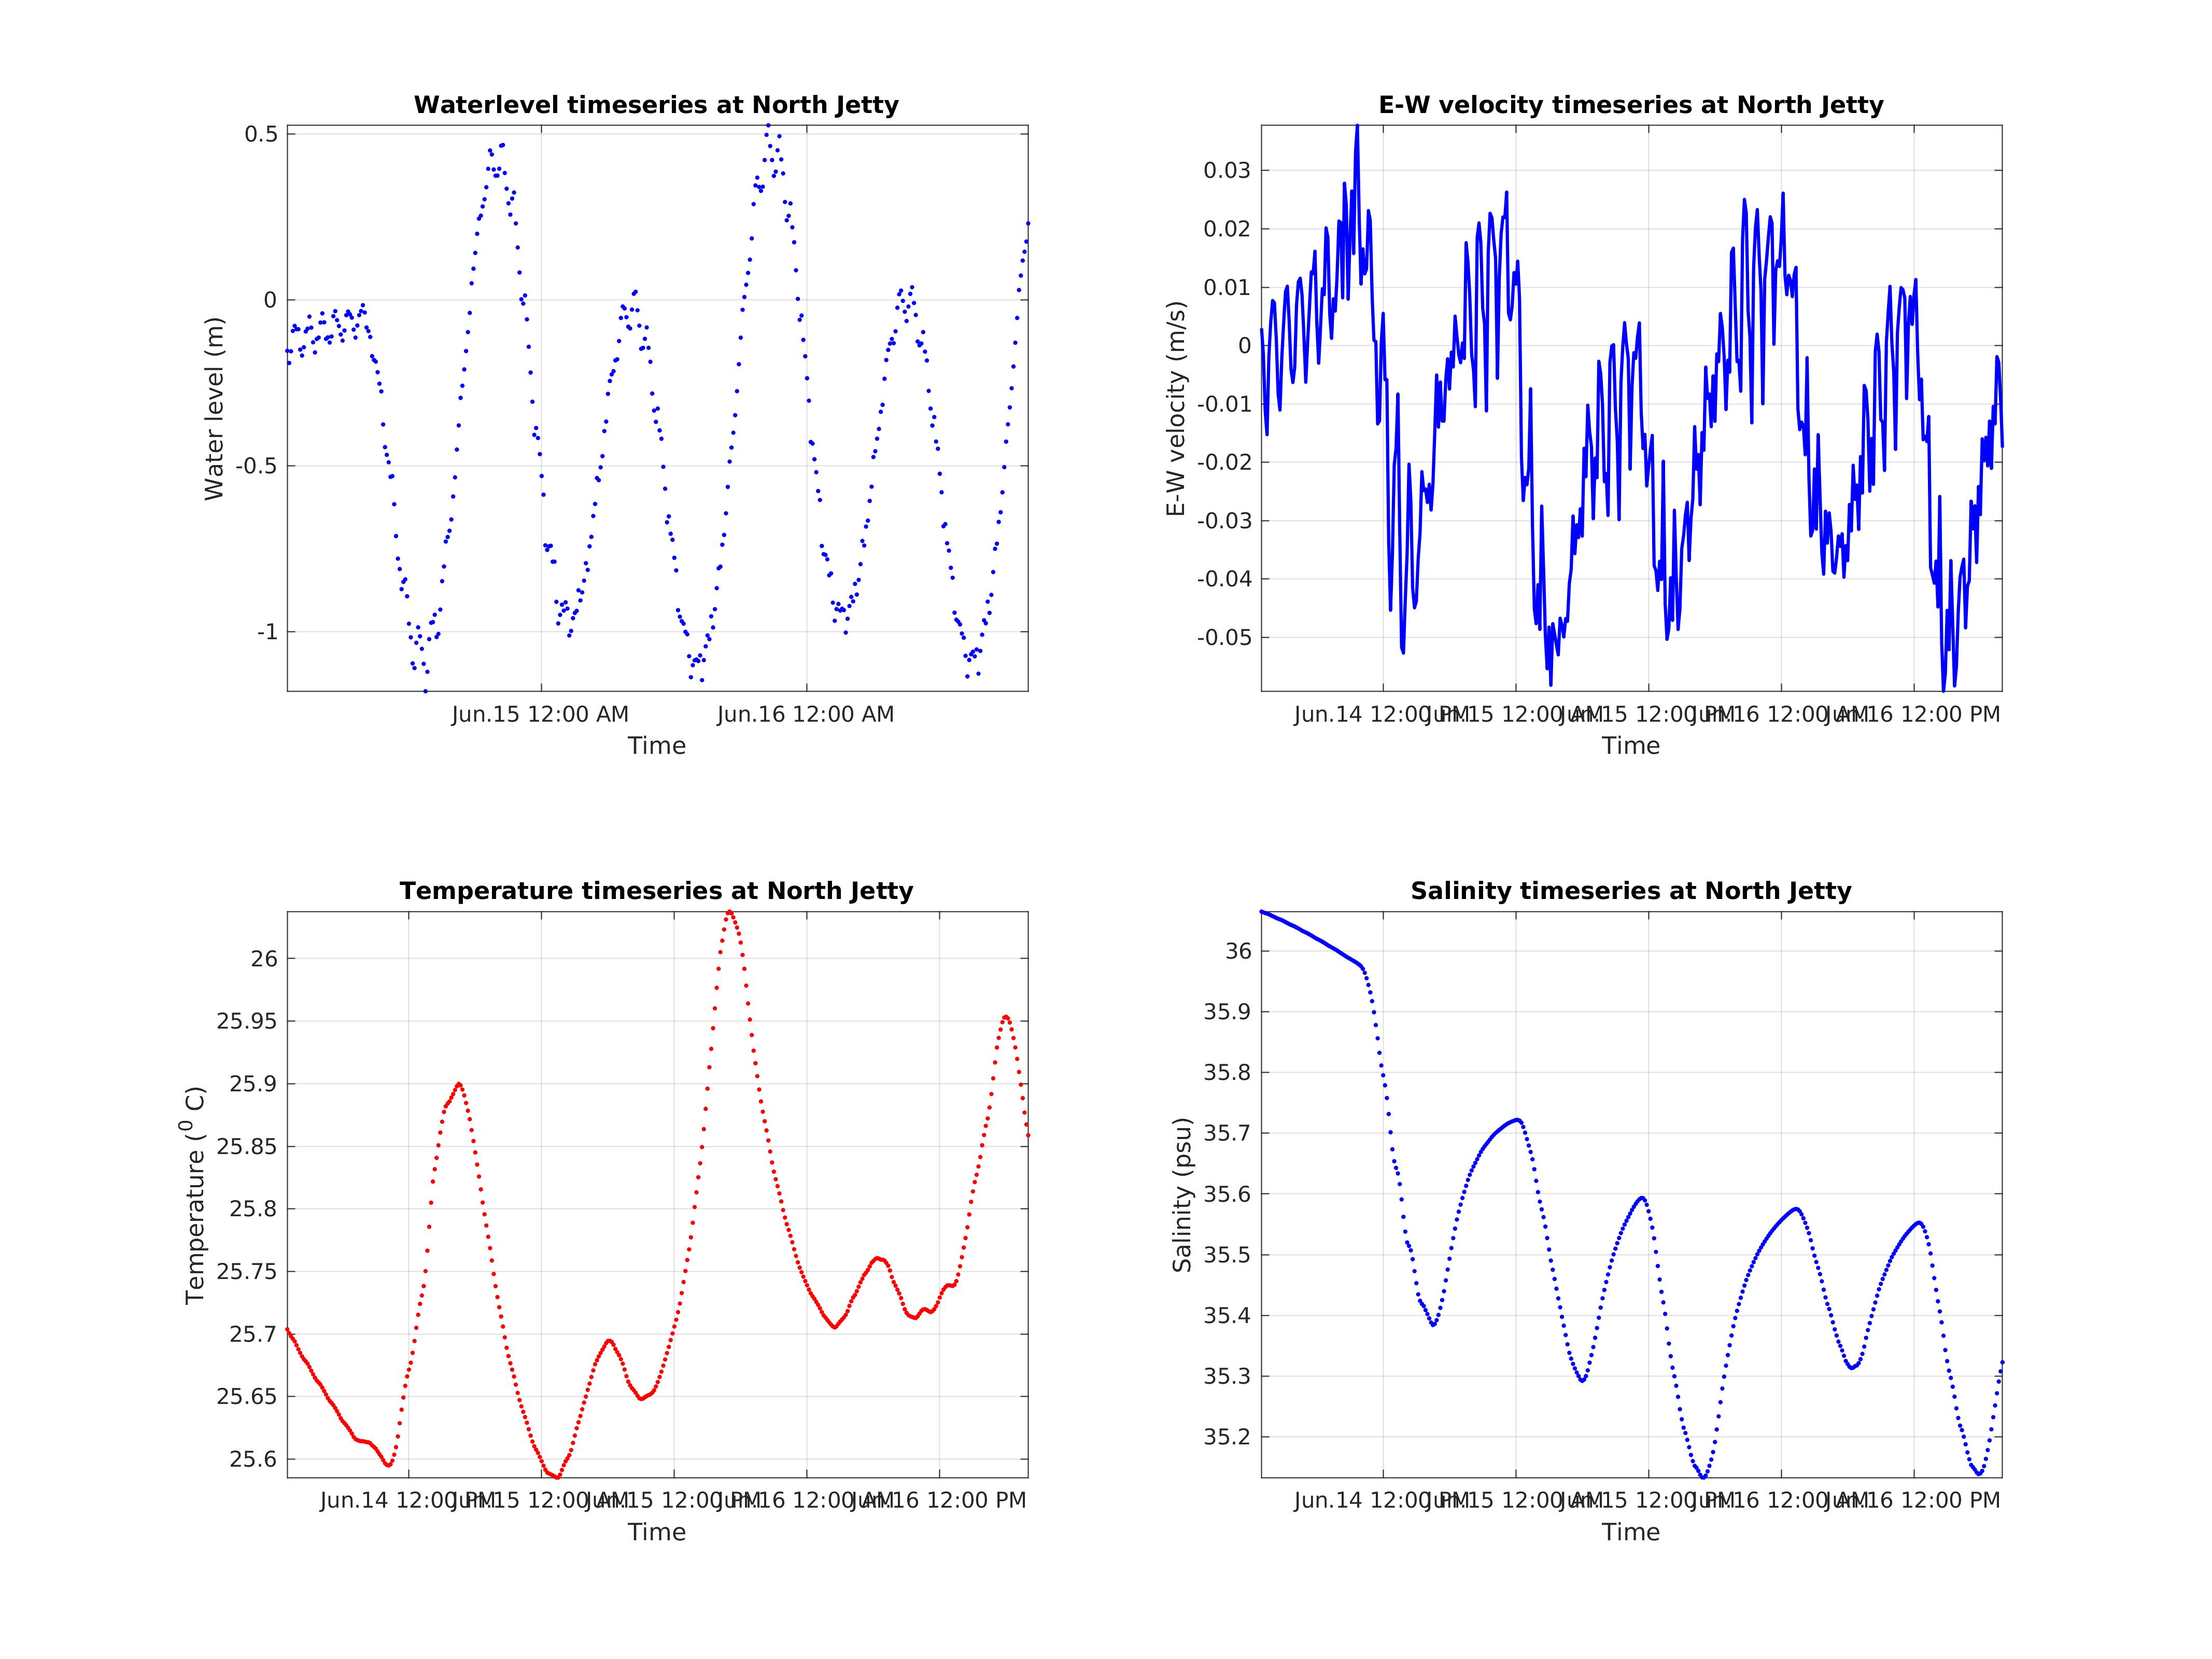 Waterlevel timeseries at North Jetty
0.5
0
-0.5
-1
Water level (m)
Jun.15 12:00 AM
Jun.16 12:00 AM
Time
E-W velocity timeseries at North Jetty
0.03
0.02
0.01
0
-0.01
-0.02
-0.03
-0.04
-0.05
E-W velocity (m/s)
Jun.14 12:00 PM
Jun.15 12:00 AM
Jun.15 12:00 PM
Jun.16 12:00 AM
Jun.16 12:00 PM
Time
Temperature timeseries at North Jetty
26
25.95
25.9
25.85
25.8
25.75
25.7
25.65
25.6
Temperature (⁰ C)
Jun.14 12:00 PM
Jun.15 12:00 AM
Jun.15 12:00 PM
Jun.16 12:00 AM
Jun.16 12:00 PM
Time
Salinity timeseries at North Jetty
36
35.9
35.8
35.7
35.6
35.5
35.4
35.3
35.2
Salinity (psu)
Jun.14 12:00 PM
Jun.15 12:00 AM
Jun.15 12:00 PM
Jun.16 12:00 AM
Jun.16 12:00 PM
Time